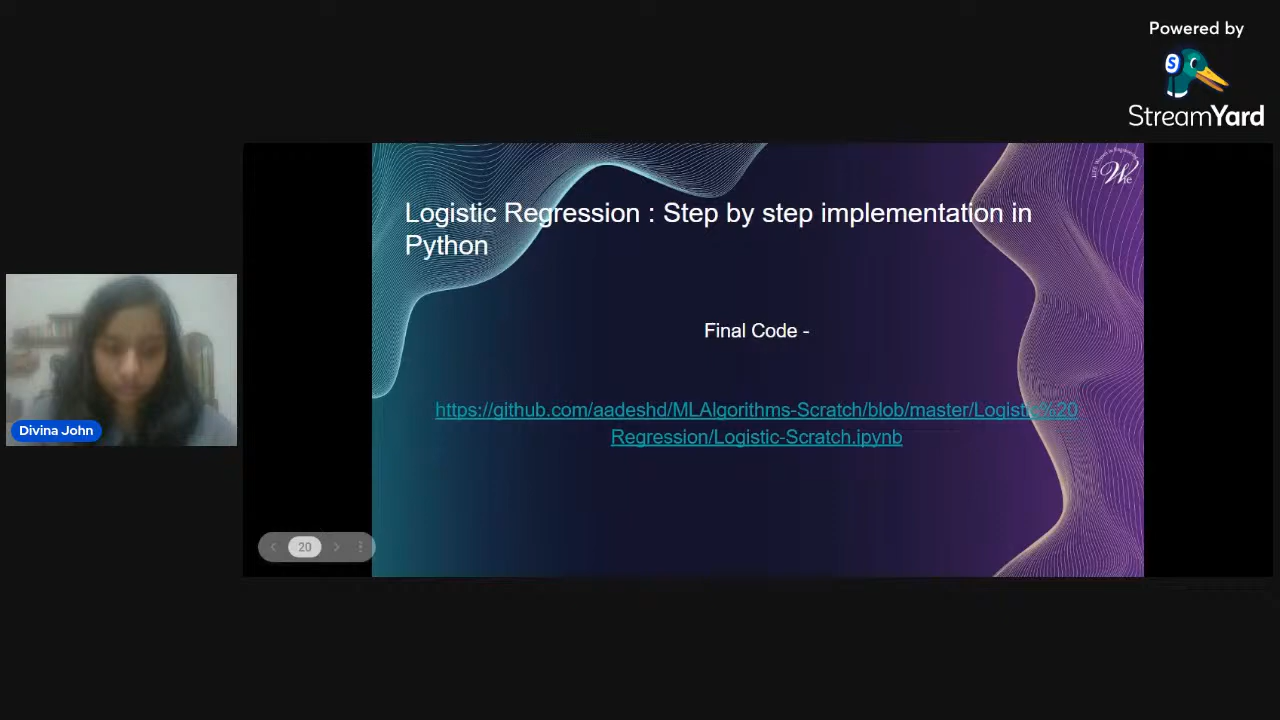 Powered by
StreamYard
Logistic Regression : Step by step implementation in
Python
Final Code -
https://github.com/aadeshd/MLAlgorithms-Scratch/blob/master/Logistic%20
Regression/Logistic-Scratch.ipynb
Divina John
20